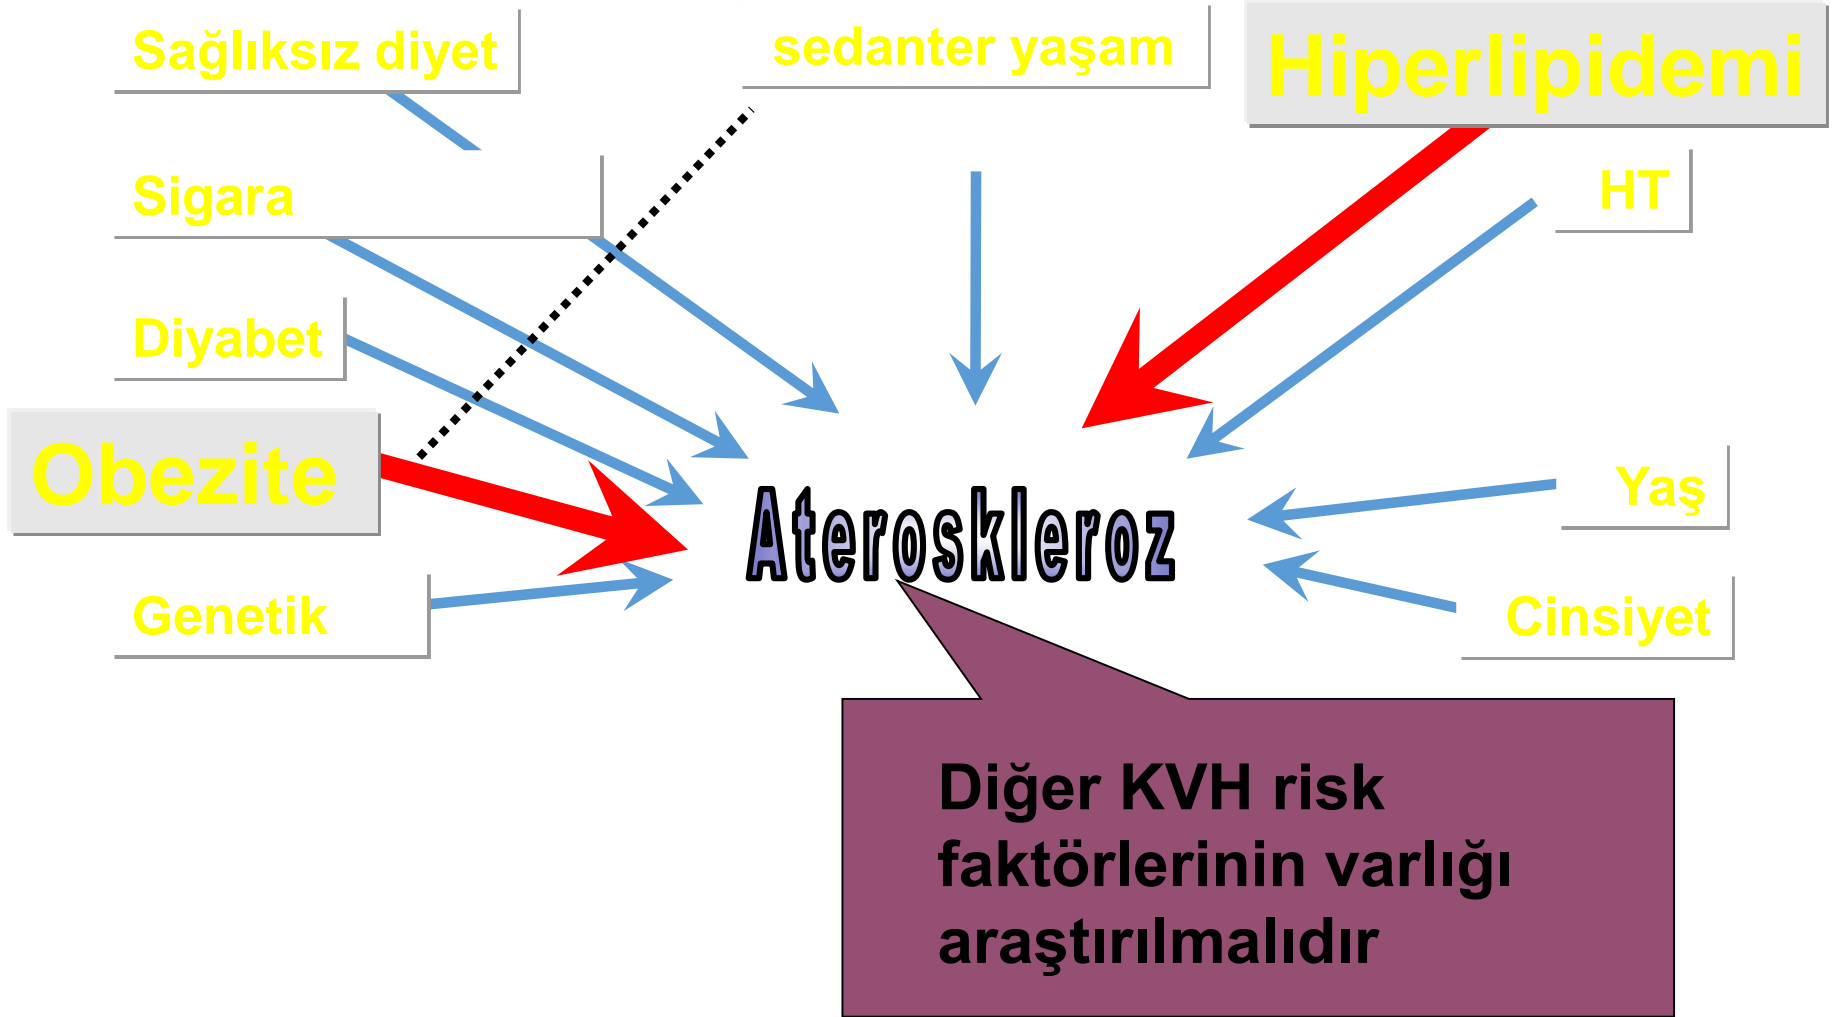 Sağlıksız diyet
sedanter yaşam
Hiperlipidemi
Sigara
HT
Diyabet
Obezite
Yaş
Ateroskleroz
Genetik
Cinsiyet
Diğer KVH risk
faktörlerinin varlığı
araştırılmalıdır